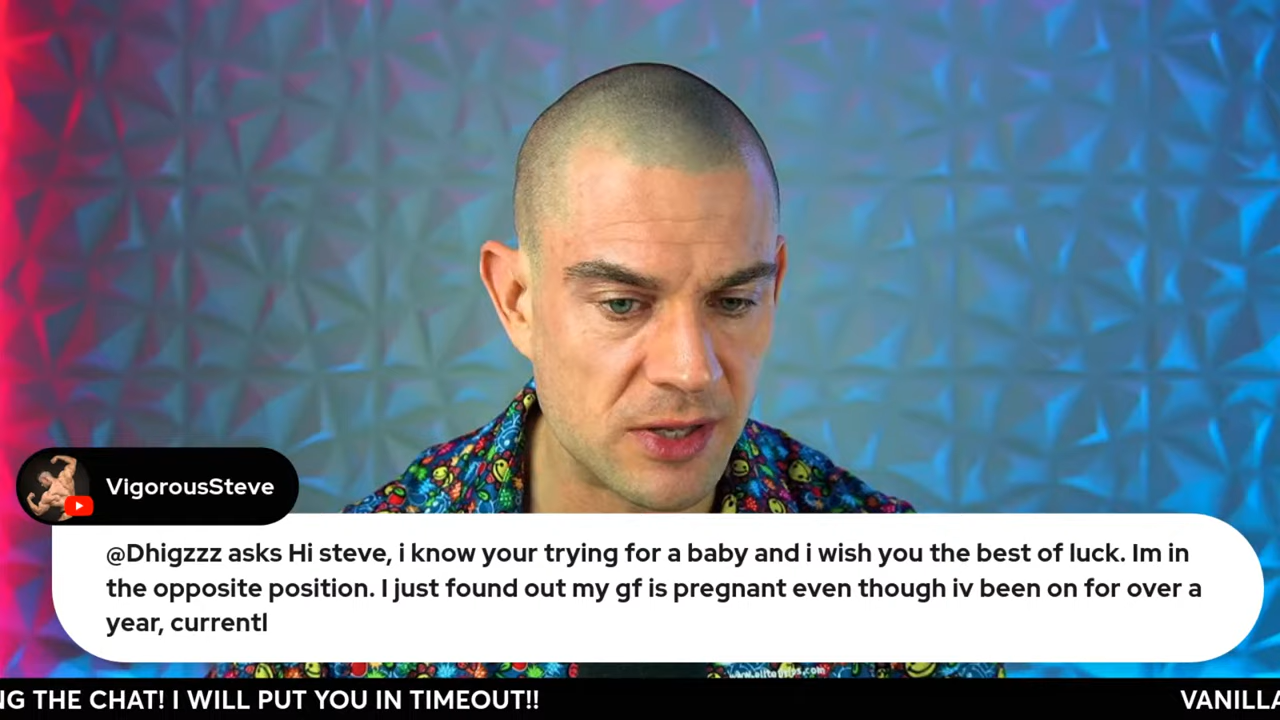 VigorousSteve
@Dhigzzz asks Hi steve, i know your trying for a baby and i wish you the best of luck. Im in
the opposite position. I just found out my gf is pregnant even though iv been on for over a
year, currentl
NG THE CHAT! I WILL PUT YOU IN TIMEOUT!! VANILLA